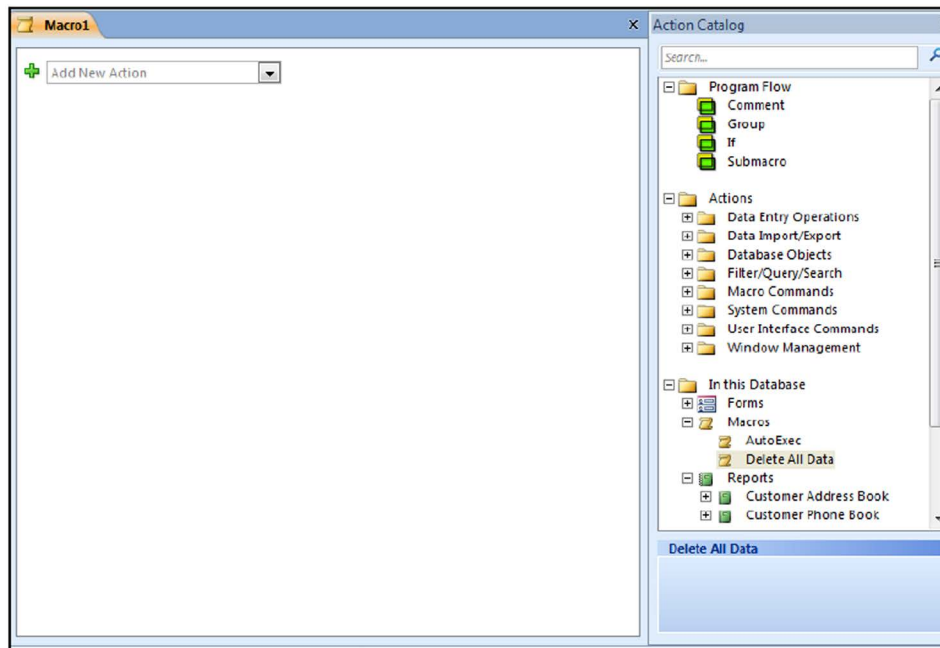 Macro1
Add New Action
Action Catalog
Search...
Program Flow
Comment
Group
If
Submacro
Actions
Data Entry Operations
Data Import/Export
Database Objects
Filter/Query/Search
Macro Commands
System Commands
User Interface Commands
Window Management
In this Database
Forms
Macros
AutoExec
Delete All Data
Reports
Customer Address Book
Customer Phone Book
Delete All Data